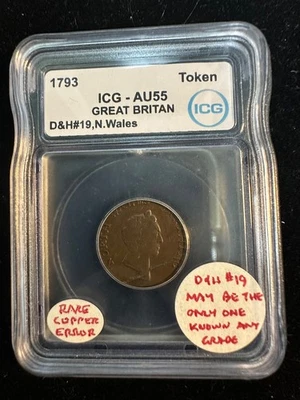 1793
Token
ICG - AU55
GREAT BRITAN
D&H#19,N.Wales
ICG
RARE
COPPER
ERROR
D&H #19
MAY BE THE
ONLY ONE
KNOWN ANY
GRADE